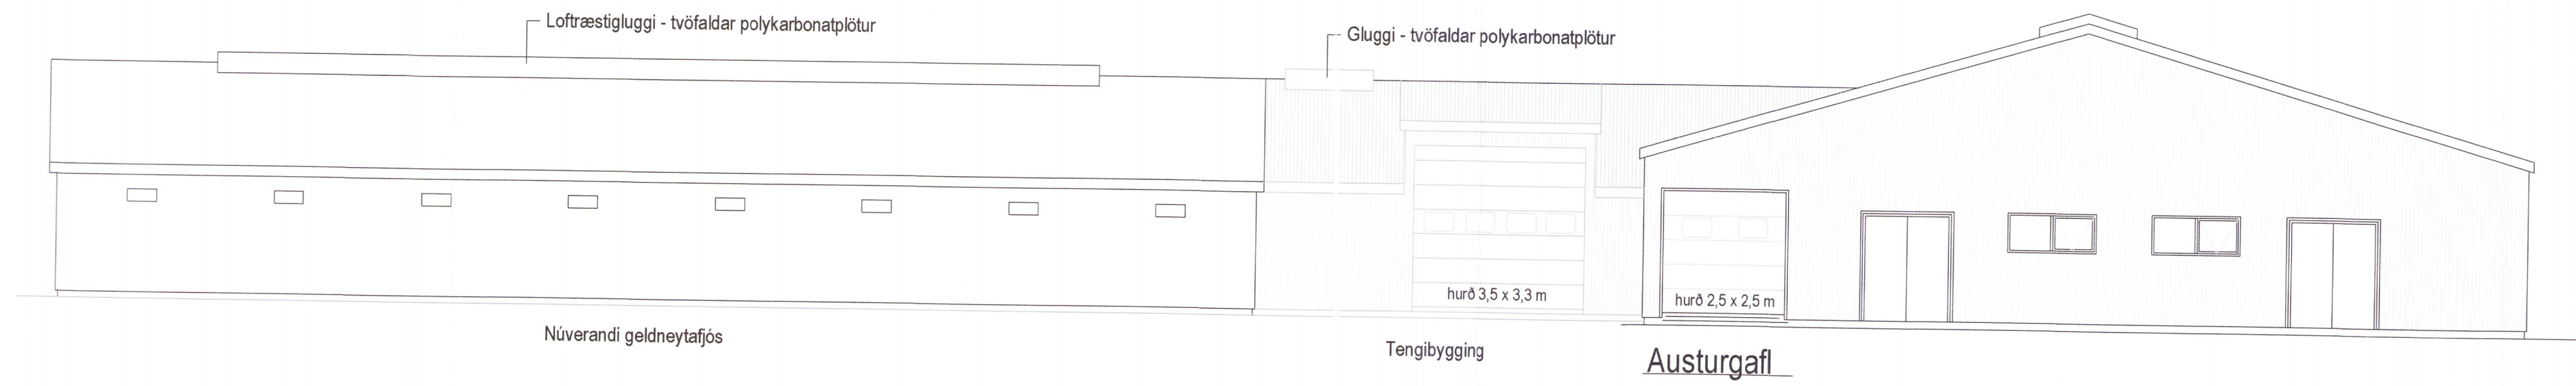 Loftræstigluggi - tvöfaldar polykarbonatplötur
Gluggi - tvöfaldar polykarbonatplötur
hurð 3,5 x 3,3 m
hurð 2,5 x 2,5 m
Núverandi geldneytafjós
Tengibygging
Austurgafl